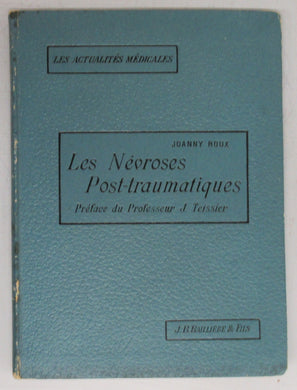 LES ACTUALITÉS MÉDICALES
JOANNY ROUX
Les Névroses
Post-traumatiques
Préface du Professeur J. Teissier
J. B. BAILLIÈRE & FILS